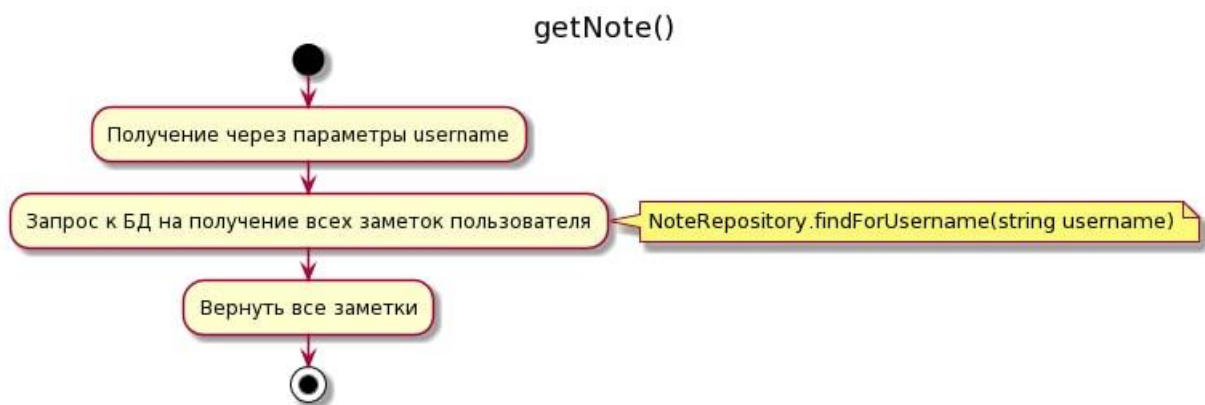 getNote()
Получение через параметры username
Запрос к БД на получение всех заметок пользователя
NoteRepository.findForUsername(string username)
Вернуть все заметки